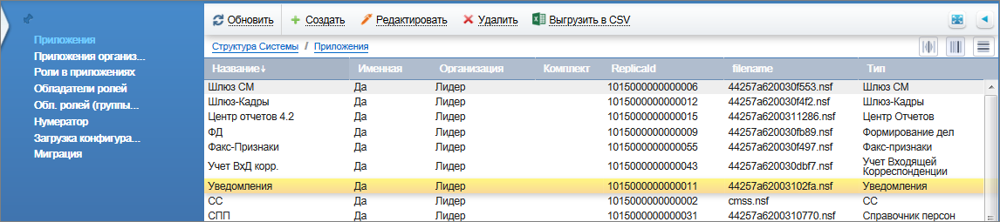 Обновить Создать Редактировать Удалить Выгрузить в CSV
Приложения
Приложения организ...
Роли в приложениях
Обладатели ролей
Обл. ролей (группы...
Нумератор
Загрузка конфигура...
Миграция
Структура Системы / Приложения
Название Именная Организация Комплект ReplicaId filename Тип
Шлюз СМ Да Лидер 1015000000000006 44257a620030f553.nsf Шлюз СМ
Шлюз-Кадры Да Лидер 1015000000000012 44257a620030f4f2.nsf Шлюз-Кадры
Центр отчетов 4.2 Да Лидер 1015000000000015 44257a6200311286.nsf Центр Отчетов
ФД Да Лидер 1015000000000009 44257a620030fb89.nsf Формирование дел
Факс-Признаки Да Лидер 1015000000000055 44257a620030f497.nsf Факс-признаки
Учет ВхД корр. Да Лидер 1015000000000043 44257a620030dbf7.nsf Учет Входящей
Корреспонденции
Уведомления Да Лидер 1015000000000011 44257a62003102fa.nsf Уведомления
СС Да Лидер 1015000000000002 cmss.nsf СС
СПП Да Лидер 1015000000000031 44257a6200310770.nsf Справочник персон